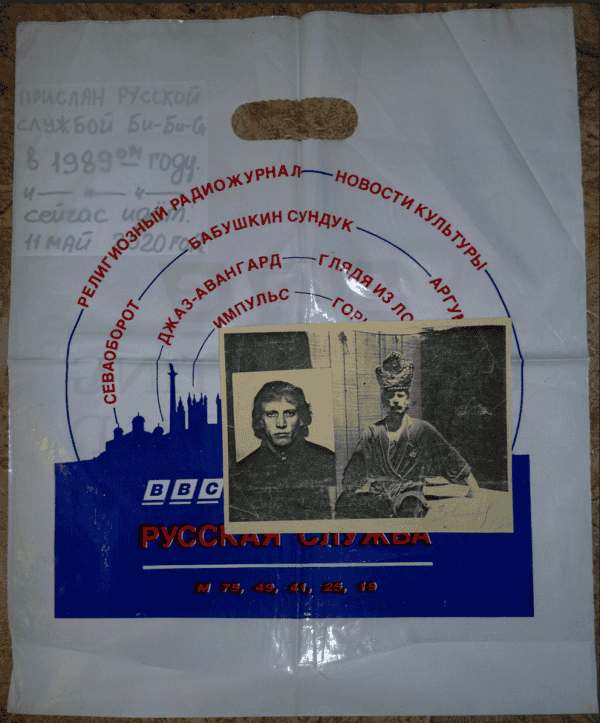 ПРИСЛАН РУССКОЙ
СЛУЖБОЙ Би-Би-Си
в 1989ом году.
и — " — " —
сейчас идёт.
11 МАЙ 2020 год
РЕЛИГИОЗНЫЙ РАДИОЖУРНАЛ — НОВОСТИ КУЛЬТУРЫ
СЕВАОБОРОТ — БАБУШКИН СУНДУК — АРГУМ
ДЖАЗ-АВАНГАРД — ГЛЯДЯ ИЗ ЛО
ИМПУЛЬС — ГОР
BBC
РУССКАЯ СЛУЖБА
М 75, 49, 41, 25, 19